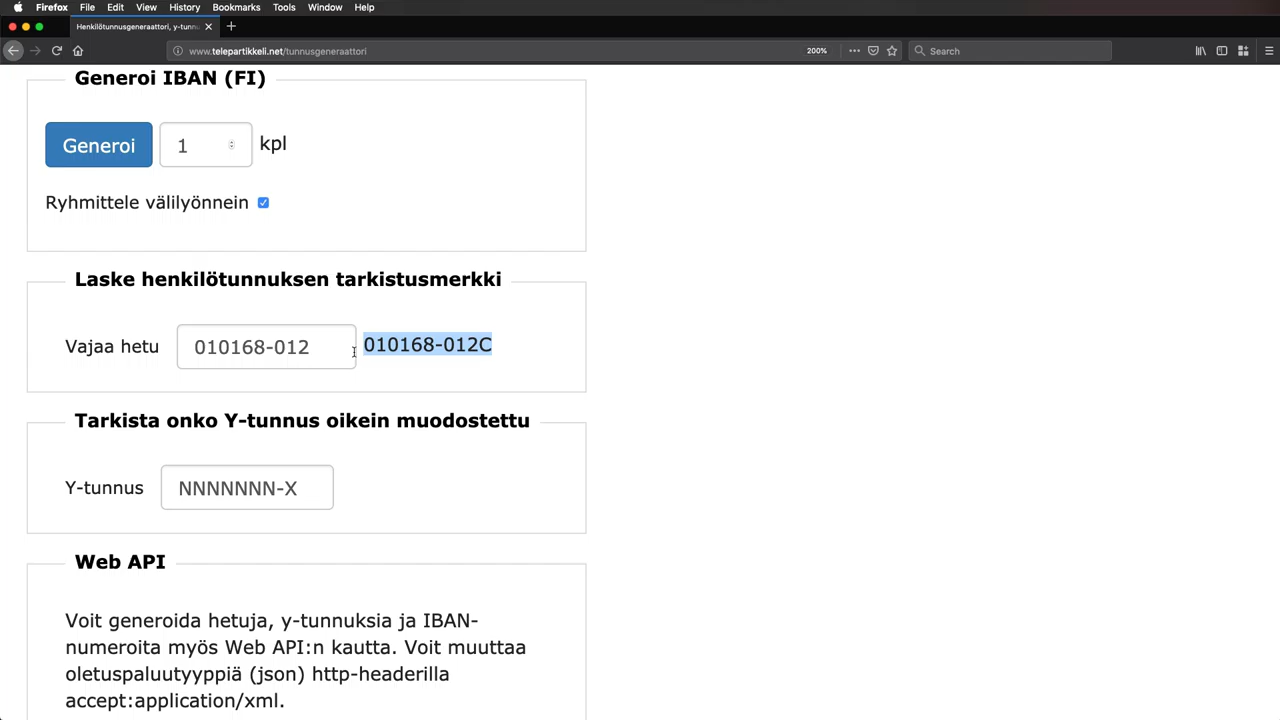 Firefox File Edit View History Bookmarks Tools Window Help
Henkilötunnusgeneraattori, y-tunnu
www.telepartikkeli.net/tunnusgeneraattori 200% Search
Generoi IBAN (FI)
Generoi 1 kpl
Ryhmittele välilyönnein
Laske henkilötunnuksen tarkistusmerkki
Vajaa hetu 010168-012 010168-012C
Tarkista onko Y-tunnus oikein muodostettu
Y-tunnus NNNNNNN-X
Web API
Voit generoida hetuja, y-tunnuksia ja IBAN-
numeroita myös Web API:n kautta. Voit muuttaa
oletuspaluutyyppiä (json) http-headerilla
accept:application/xml.